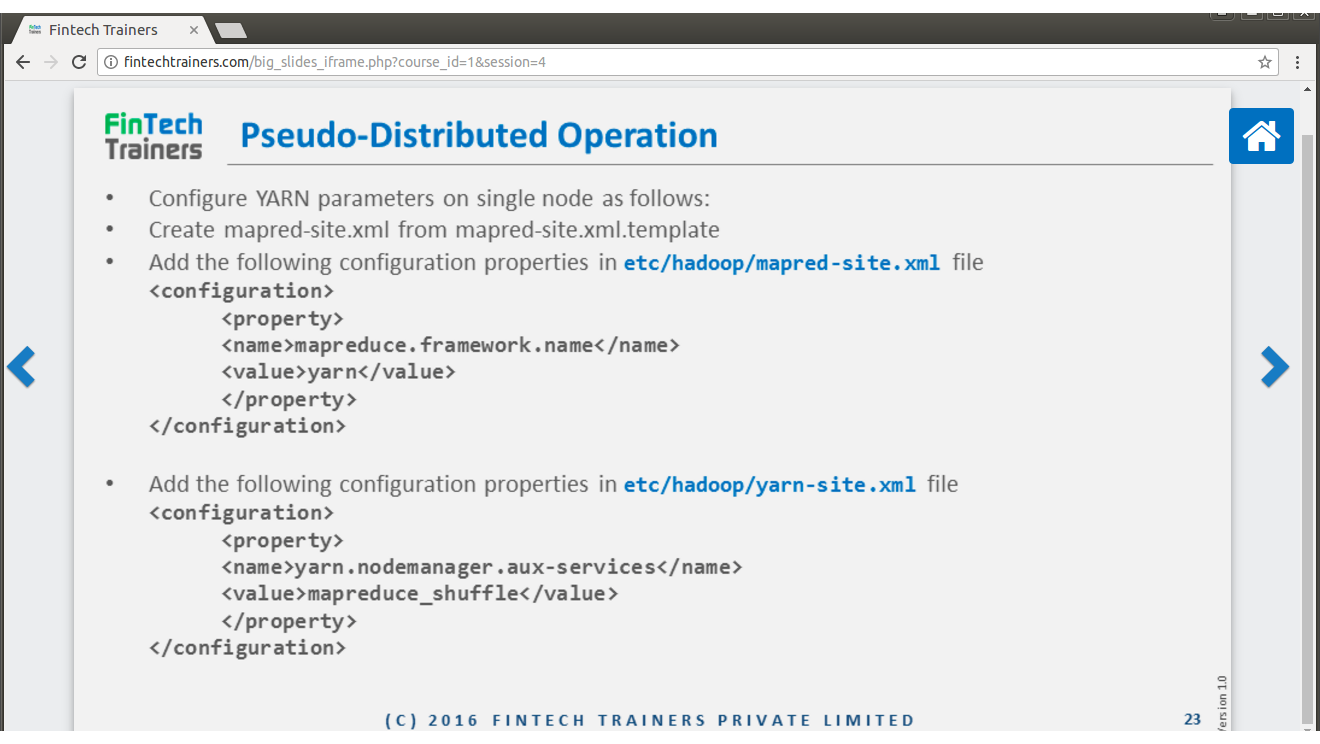 Fintech Trainers
fintechtrainers.com/big_slides_iframe.php?course_id=1&session=4
FinTech
Trainers
Pseudo-Distributed Operation
• Configure YARN parameters on single node as follows:
• Create mapred-site.xml from mapred-site.xml.template
• Add the following configuration properties in etc/hadoop/mapred-site.xml file
<configuration>
<property>
<name>mapreduce.framework.name</name>
<value>yarn</value>
</property>
</configuration>
• Add the following configuration properties in etc/hadoop/yarn-site.xml file
<configuration>
<property>
<name>yarn.nodemanager.aux-services</name>
<value>mapreduce_shuffle</value>
</property>
</configuration>
(C) 2016 FINTECH TRAINERS PRIVATE LIMITED
23
1.0